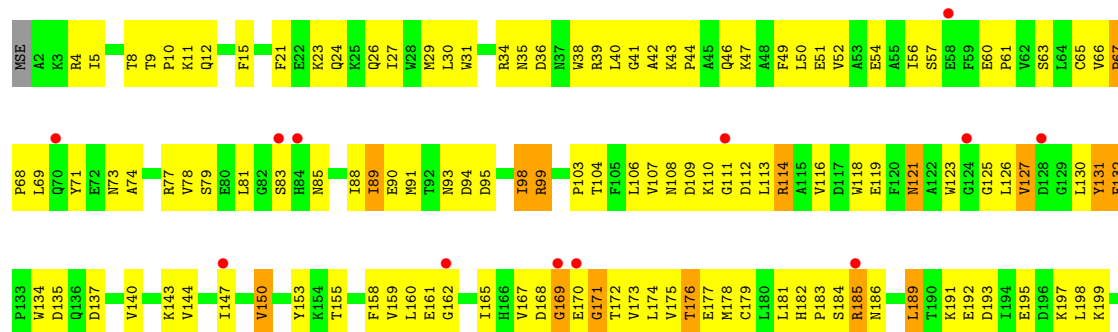 MSE A2 K3 R4 I5 T8 T9 P10 K11 Q12 F15 F21 E22 K23 Q24 K25 Q26 I27 W28 M29 L30 W31 R34 N35 D36 N37 W38 R39 L40 G41 A42 K43 P44 A45 Q46 K47 A48 F49 L50 E51 V52 A53 E54 A55 I56 S57 E58 F59 E60 P61 V62 S63 L64 C65 V66
P68 L69 Q70 Y71 E72 N73 A74 R77 V78 S79 E80 L81 G82 S83 H84 N85 I88 I89 E90 M91 T92 N93 D94 D95 I98 R99 P103 T104 F105 L106 V107 N108 D109 K110 G111 D112 L113 R114 A115 V116 D117 W118 E119 F120 N121 A122 W123 G124 G125 L126 V127 D128 G129 L130 Y131
P133 W134 D135 Q136 D137 V140 K143 V144 I147 V150 Y153 K154 T155 F158 V159 L160 E161 G162 I165 H166 V167 D168 G169 E170 G171 T172 V173 L174 V175 T176 E177 M178 C179 L180 L181 H182 P183 S184 R185 N186 L189 T190 K191 E192 D193 I194 E195 D196 K197 L198 K199